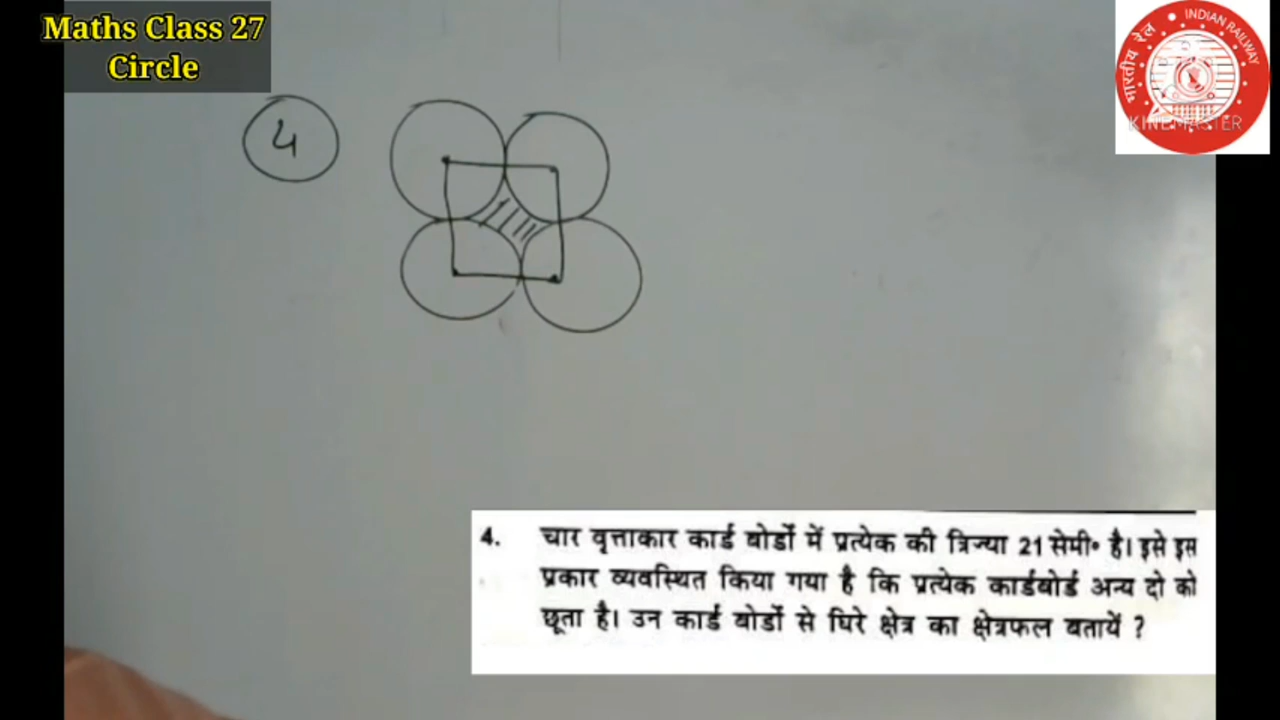 Maths Class 27
Circle
INDIAN RAILWAY
भारतीय रेल
KINEMASTER
4
4. चार वृत्ताकार कार्ड बोर्डों में प्रत्येक की त्रिज्या 21 सेमी॰ है। इसे इस
प्रकार व्यवस्थित किया गया है कि प्रत्येक कार्डबोर्ड अन्य दो को
छूता है। उन कार्ड बोर्डों से घिरे क्षेत्र का क्षेत्रफल बतायें ?